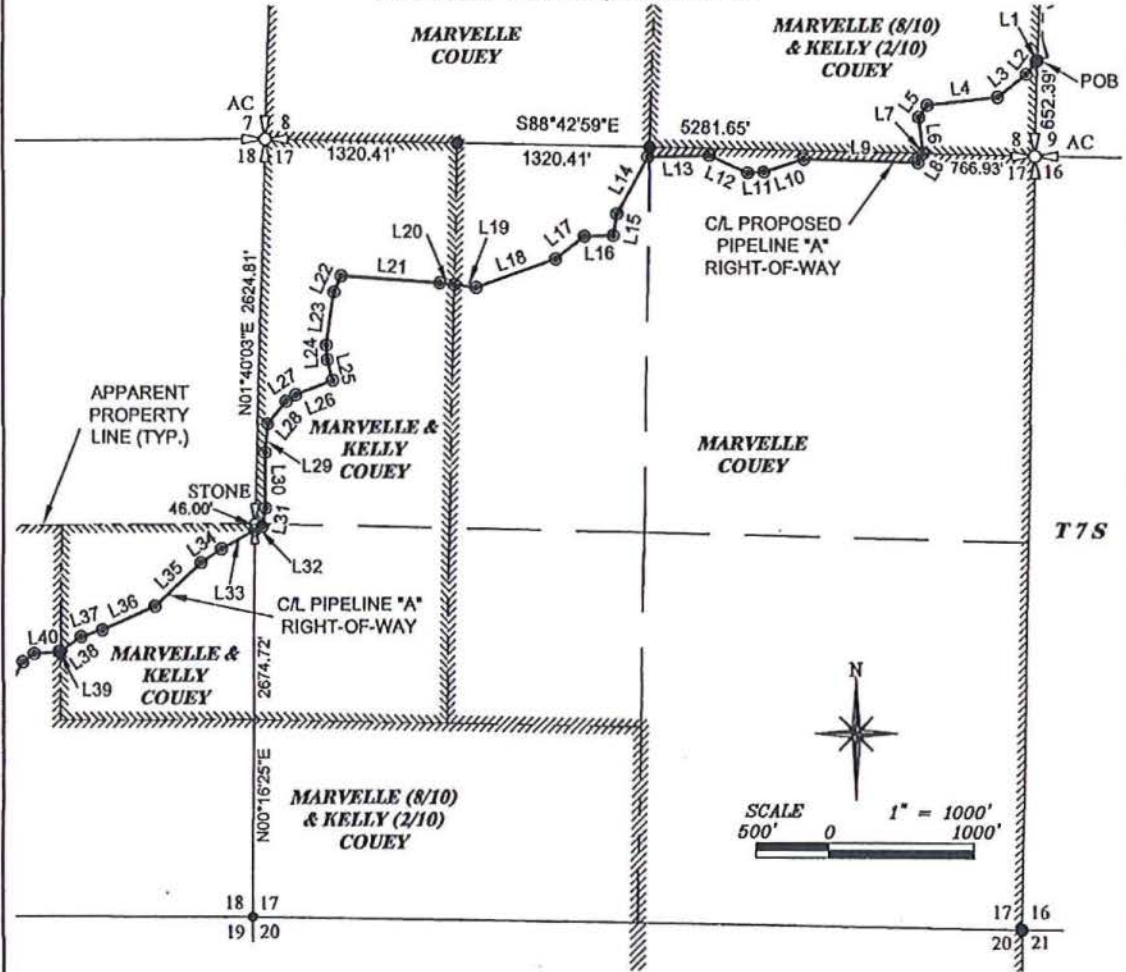 MARVELLE
COUEY
MARVELLE (8/10)
& KELLY (2/10)
COUEY
L1
L2
L3
L4
L5
L6
L7
L8
L9
POB
652.39'
AC
7 8
18 17
1320.41'
S88°42'59"E
1320.41'
5281.65'
8 9
17 16
AC
766.93'
L13
L12
L11
L10
L14
L15
L16
L17
L18
L19
L20
L21
L22
L23
L24
L25
L26
L27
L28
L29
L30
L31
L32
C/L PROPOSED
PIPELINE "A"
RIGHT-OF-WAY
N01°40'03"E 2624.81'
APPARENT
PROPERTY
LINE (TYP.)
MARVELLE &
KELLY
COUEY
MARVELLE
COUEY
STONE
46.00'
T 7 S
L33
L34
L35
L36
L37
L38
L39
L40
C/L PIPELINE "A"
RIGHT-OF-WAY
MARVELLE &
KELLY
COUEY
2674.72'
N00°16'25"E
N
MARVELLE (8/10)
& KELLY (2/10)
COUEY
SCALE 1" = 1000'
500' 0 1000'
18 17
19 20
17 16
20 21